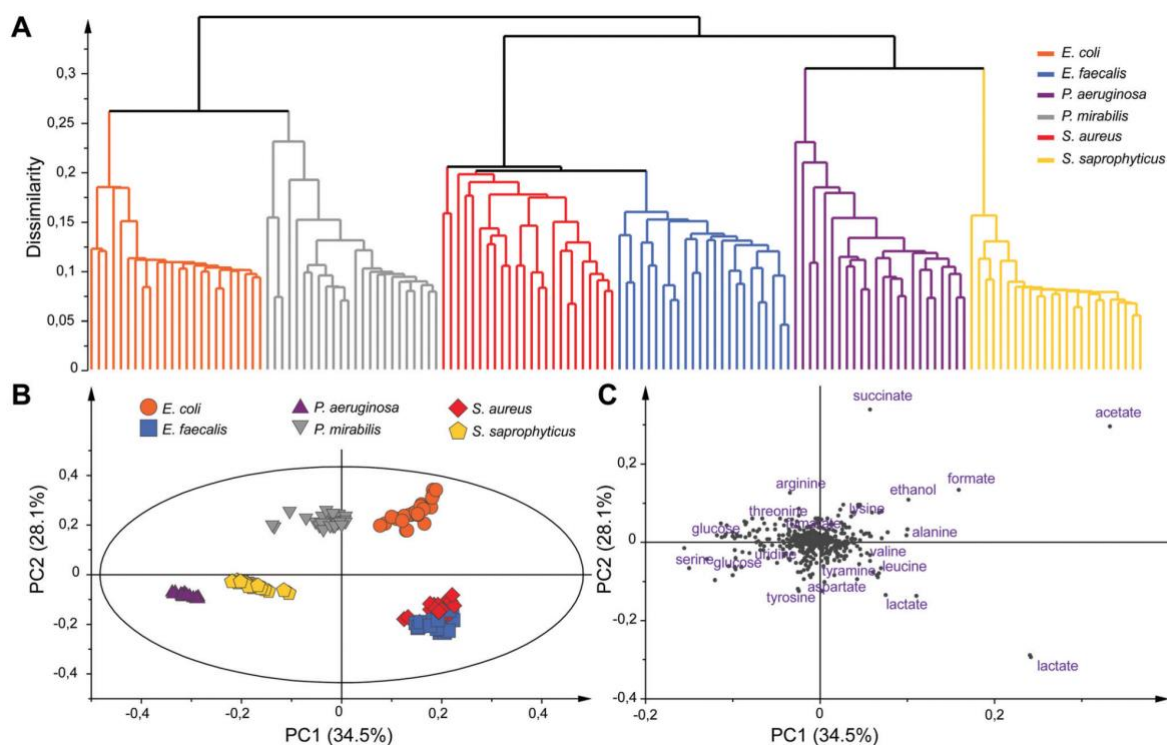 A
Dissimilarity
0,3
0,25
0,2
0,15
0,1
0,05
0
E. coli
E. faecalis
P. aeruginosa
P. mirabilis
S. aureus
S. saprophyticus
B
E. coli
P. aeruginosa
S. aureus
E. faecalis
P. mirabilis
S. saprophyticus
PC2 (28.1%)
0,4
0,2
0
-0,2
-0,4
-0,4
-0,2
0
0,2
0,4
PC1 (34.5%)
C
PC2 (28.1%)
0,2
0
-0,2
-0,4
succinate
acetate
formate
arginine
ethanol
threonine
lysine
glucose
alanine
uridine
valine
serine
glucose
leucine
tyramine
aspartate
tyrosine
lactate
lactate
-0,2
0
0,2
PC1 (34.5%)